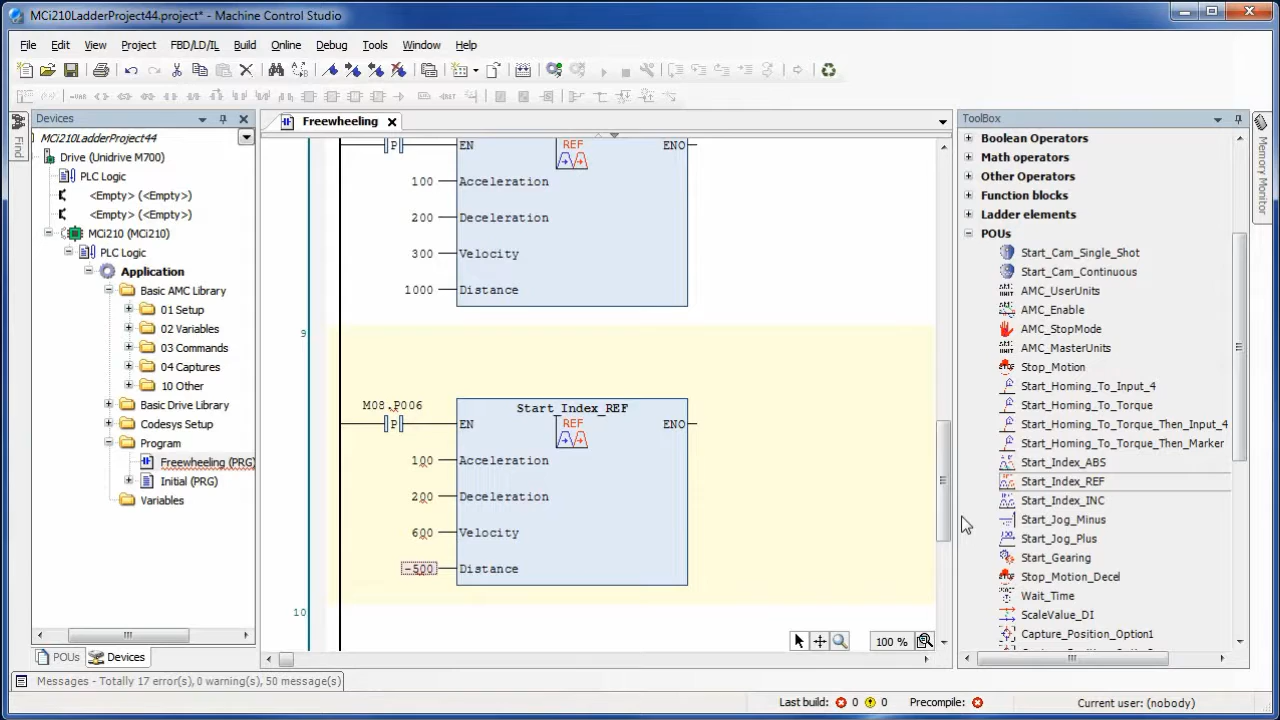 MCi210LadderProject44.project* - Machine Control Studio
File Edit View Project FBD/LD/IL Build Online Debug Tools Window Help
Devices
MCi210LadderProject44
Drive (Unidrive M700)
PLC Logic
<Empty> (<Empty>)
<Empty> (<Empty>)
MCi210 (MCi210)
PLC Logic
Application
Basic AMC Library
01 Setup
02 Variables
03 Commands
04 Captures
10 Other
Basic Drive Library
Codesys Setup
Program
Freewheeling (PRG)
Initial (PRG)
Variables
POUs Devices
Find
Freewheeling
EN REF ENO
P
100 Acceleration
200 Deceleration
300 Velocity
1000 Distance
9
M08.P006 Start_Index_REF
P EN REF ENO
100 Acceleration
200 Deceleration
600 Velocity
-500 Distance
10
100 %
ToolBox
Boolean Operators
Math operators
Other Operators
Function blocks
Ladder elements
POUs
Start_Cam_Single_Shot
Start_Cam_Continuous
AMC_UserUnits
AMC_Enable
AMC_StopMode
AMC_MasterUnits
Stop_Motion
Start_Homing_To_Input_4
Start_Homing_To_Torque
Start_Homing_To_Torque_Then_Input_4
Start_Homing_To_Torque_Then_Marker
Start_Index_ABS
Start_Index_REF
Start_Index_INC
Start_Jog_Minus
Start_Jog_Plus
Start_Gearing
Stop_Motion_Decel
Wait_Time
ScaleValue_DI
Capture_Position_Option1
Memory Monitor
Messages - Totally 17 error(s), 0 warning(s), 50 message(s)
Last build: 0 0 Precompile: Current user: (nobody)